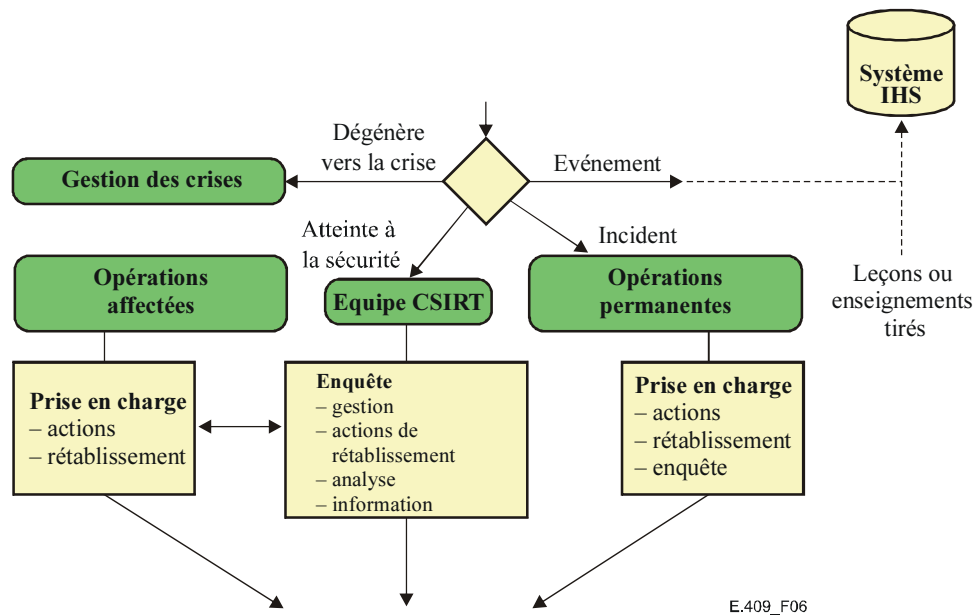 Système
IHS
Dégénère
vers la crise
Evénement
Gestion des crises
Atteinte à
la sécurité
Incident
Leçons ou
enseignements
tirés
Opérations
affectées
Equipe CSIRT
Opérations
permanentes
Prise en charge
– actions
– rétablissement
Enquête
– gestion
– actions de
rétablissement
– analyse
– information
Prise en charge
– actions
– rétablissement
– enquête
E.409_F06